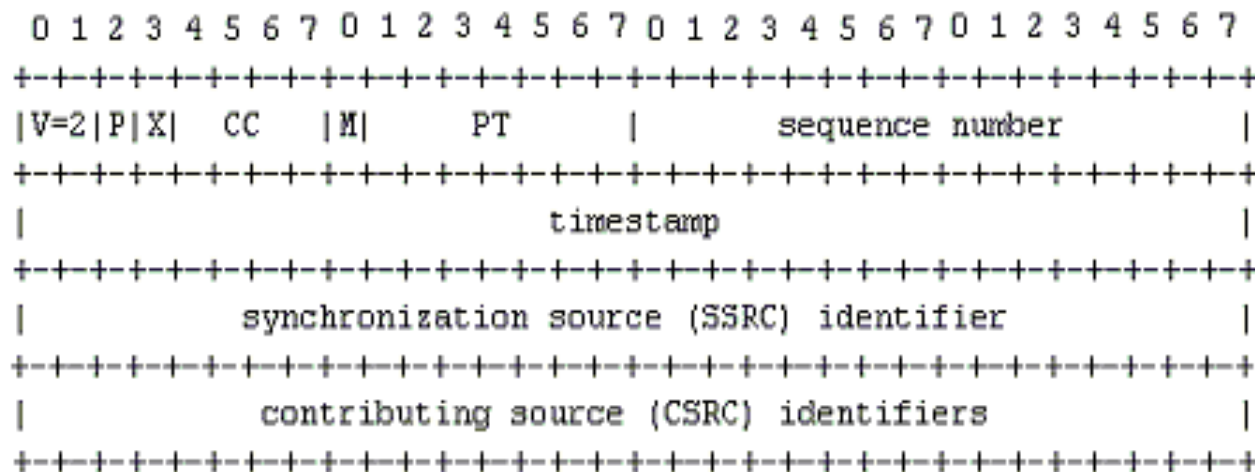 0 1 2 3 4 5 6 7 0 1 2 3 4 5 6 7 0 1 2 3 4 5 6 7 0 1 2 3 4 5 6 7
+-+-+-+-+-+-+-+-+-+-+-+-+-+-+-+-+-+-+-+-+-+-+-+-+-+-+-+-+-+-+-+-+
|V=2|P|X| CC |M| PT | sequence number |
+-+-+-+-+-+-+-+-+-+-+-+-+-+-+-+-+-+-+-+-+-+-+-+-+-+-+-+-+-+-+-+-+
| timestamp |
+-+-+-+-+-+-+-+-+-+-+-+-+-+-+-+-+-+-+-+-+-+-+-+-+-+-+-+-+-+-+-+-+
| synchronization source (SSRC) identifier |
+-+-+-+-+-+-+-+-+-+-+-+-+-+-+-+-+-+-+-+-+-+-+-+-+-+-+-+-+-+-+-+-+
| contributing source (CSRC) identifiers |
+-+-+-+-+-+-+-+-+-+-+-+-+-+-+-+-+-+-+-+-+-+-+-+-+-+-+-+-+-+-+-+-+